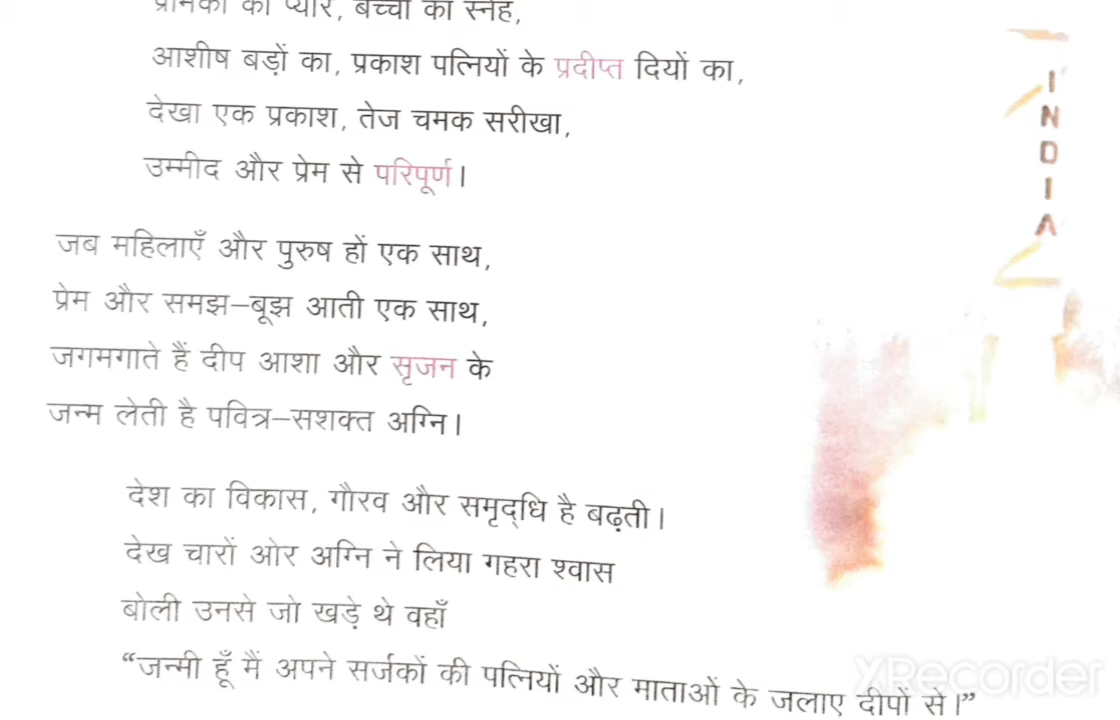 का प्यार, बच्चों का स्नेह,
आशीष बड़ों का, प्रकाश पत्नियों के प्रदीप्त दियों का,
देखा एक प्रकाश, तेज चमक सरीखा,
उम्मीद और प्रेम से परिपूर्ण।
INDIA
जब महिलाएँ और पुरुष हों एक साथ,
प्रेम और समझ–बूझ आती एक साथ,
जगमगाते हैं दीप आशा और सृजन के
जन्म लेती है पवित्र–सशक्त अग्नि।
देश का विकास, गौरव और समृद्धि है बढ़ती।
देख चारों ओर अग्नि ने लिया गहरा श्वास
बोली उनसे जो खड़े थे वहाँ
“जन्मी हूँ मैं अपने सर्जकों की पत्नियों और माताओं के जलाए दीपों से।”
XRecorder